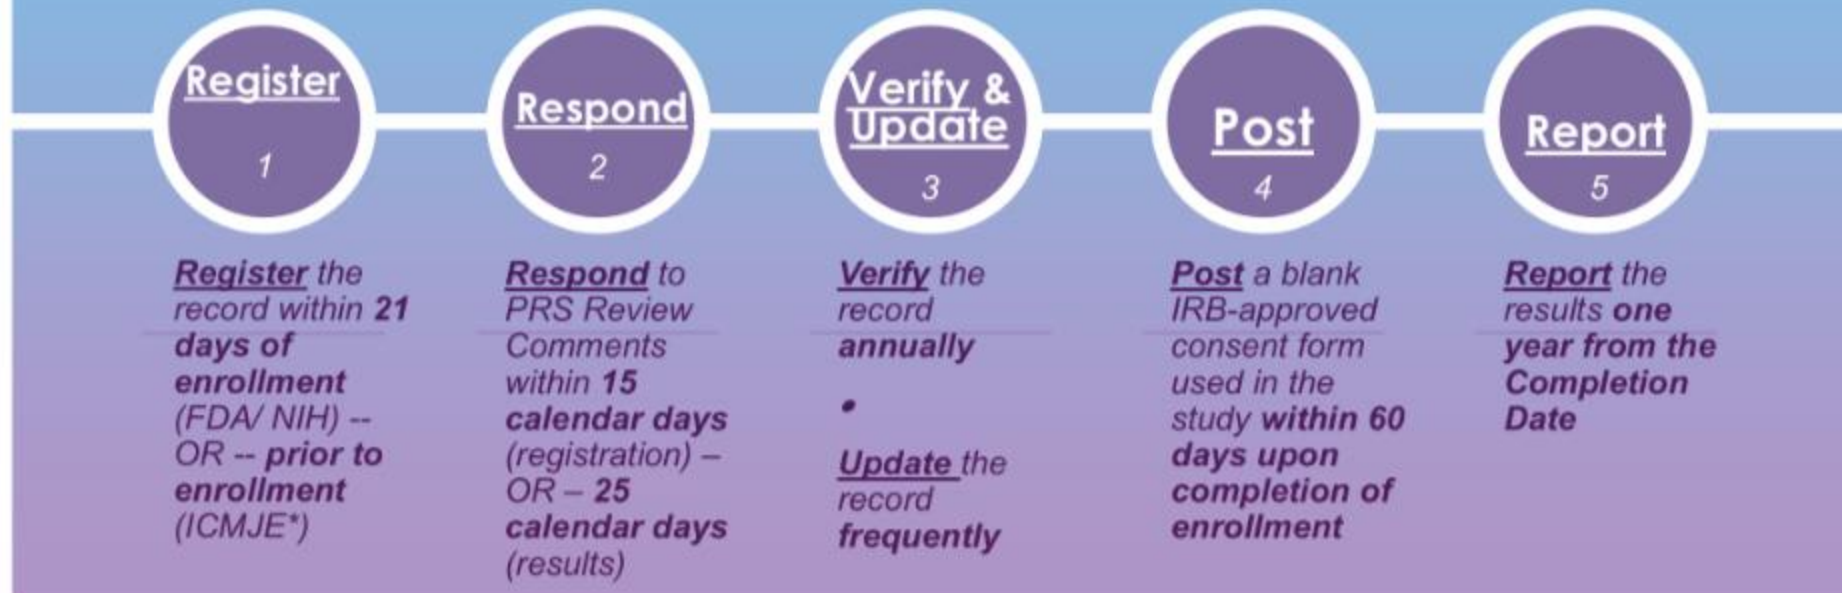 Register
1
Respond
2
Verify &
Update
3
Post
4
Report
5
Register the
record within 21
days of
enrollment
(FDA/ NIH) --
OR -- prior to
enrollment
(ICMJE*)
Respond to
PRS Review
Comments
within 15
calendar days
(registration) –
OR – 25
calendar days
(results)
Verify the
record
annually
•
Update the
record
frequently
Post a blank
IRB-approved
consent form
used in the
study within 60
days upon
completion of
enrollment
Report the
results one
year from the
Completion
Date